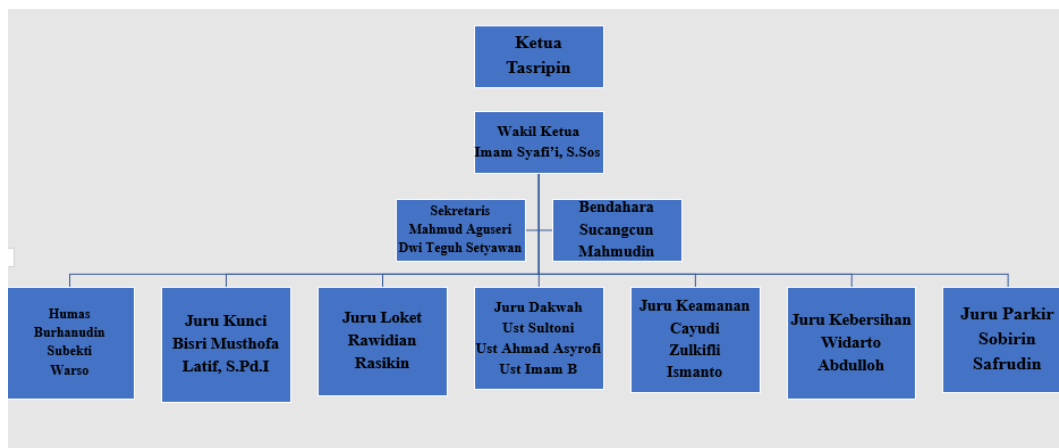 Ketua
Tasripin
Wakil Ketua
Imam Syafi’i, S.Sos
Sekretaris
Mahmud Aguseri
Dwi Teguh Setyawan
Bendahara
Sucangcun
Mahmudin
Humas
Burhanudin
Subekti
Warso
Juru Kunci
Bisri Musthofa
Latif, S.Pd.I
Juru Loket
Rawidian
Rasikin
Juru Dakwah
Ust Sultoni
Ust Ahmad Asyrofi
Ust Imam B
Juru Keamanan
Cayudi
Zulkifli
Ismanto
Juru Kebersihan
Widarto
Abdulloh
Juru Parkir
Sobirin
Safrudin